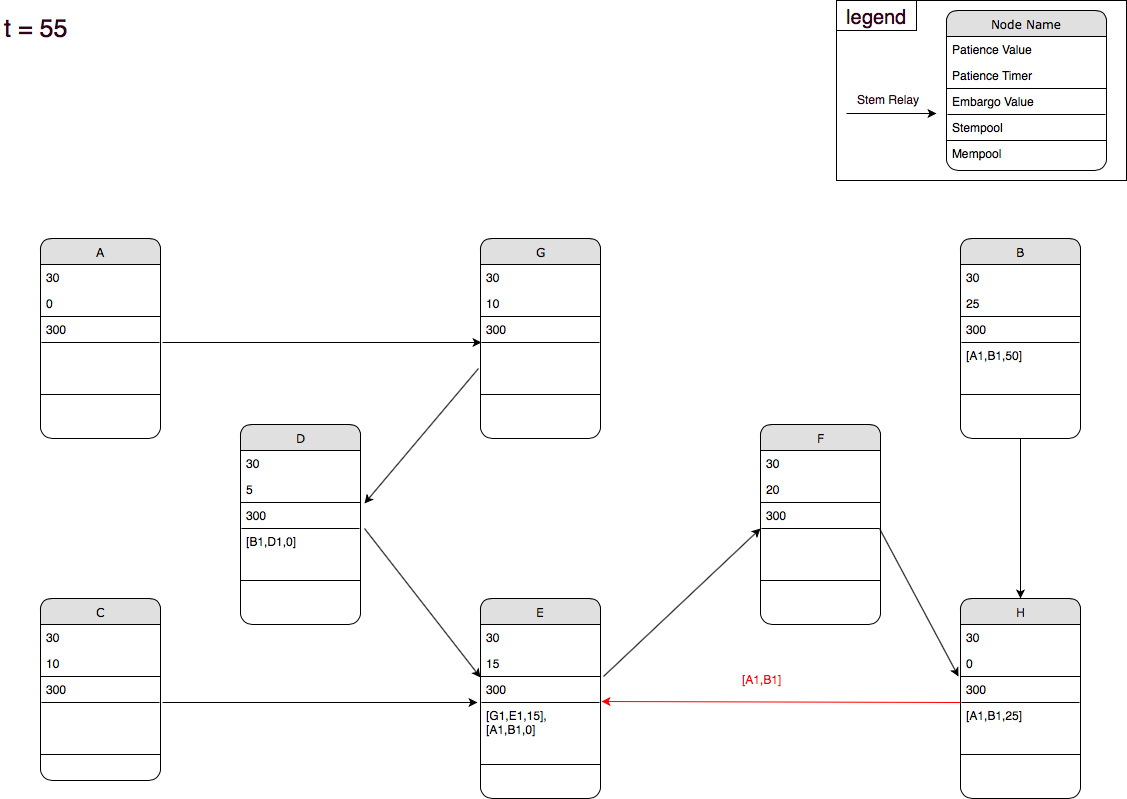 t = 55
legend
Node Name
Patience Value
Patience Timer
Stem Relay
Embargo Value
Stempool
Mempool
A
30
0
300
G
30
10
300
B
30
25
300
[A1,B1,50]
D
30
5
300
[B1,D1,0]
F
30
20
300
C
30
10
300
E
30
15
300
[G1,E1,15],
[A1,B1,0]
[A1,B1]
H
30
0
300
[A1,B1,25]